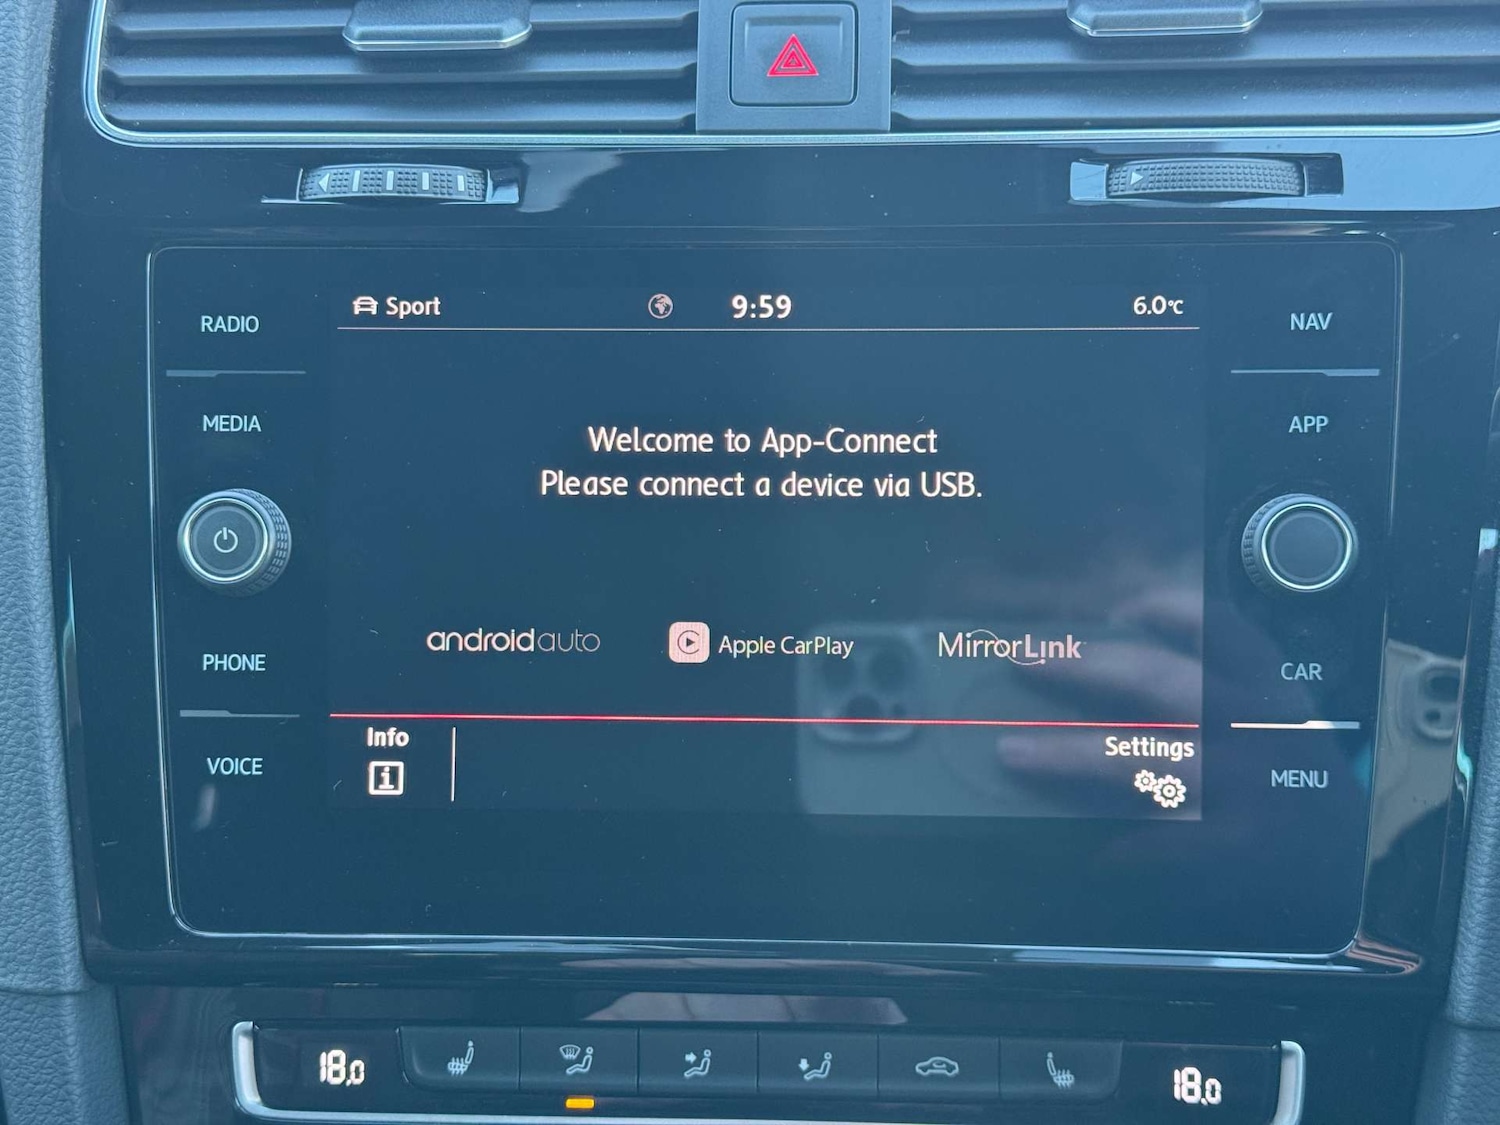 Sport
9:59
6.0°C
RADIO
NAV
MEDIA
APP
Welcome to App-Connect
Please connect a device via USB.
androidauto
Apple CarPlay
MirrorLink
PHONE
CAR
Info
Settings
VOICE
MENU
18.0
18.0